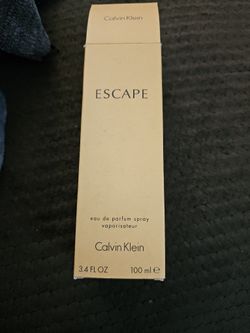 Calvin Klein
ESCAPE
eau de parfum spray
vaporisateur
Calvin Klein
3.4 FL OZ 100 ml e